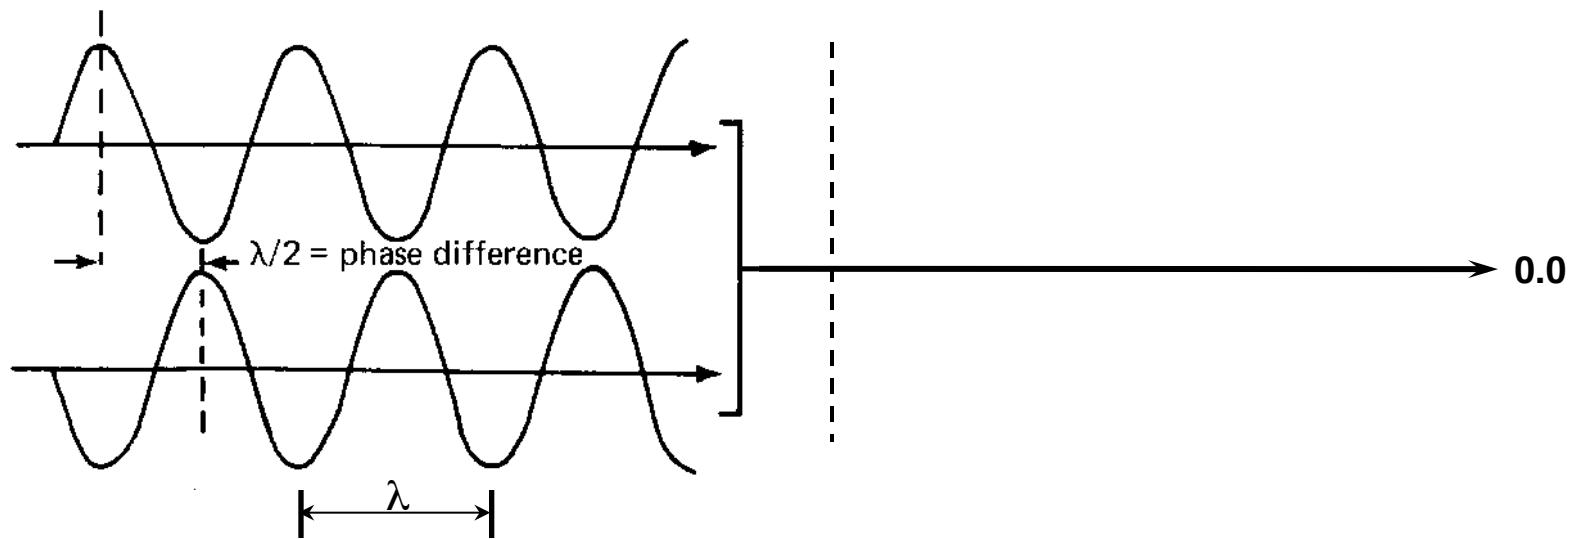 λ/2 = phase difference
0.0
λ